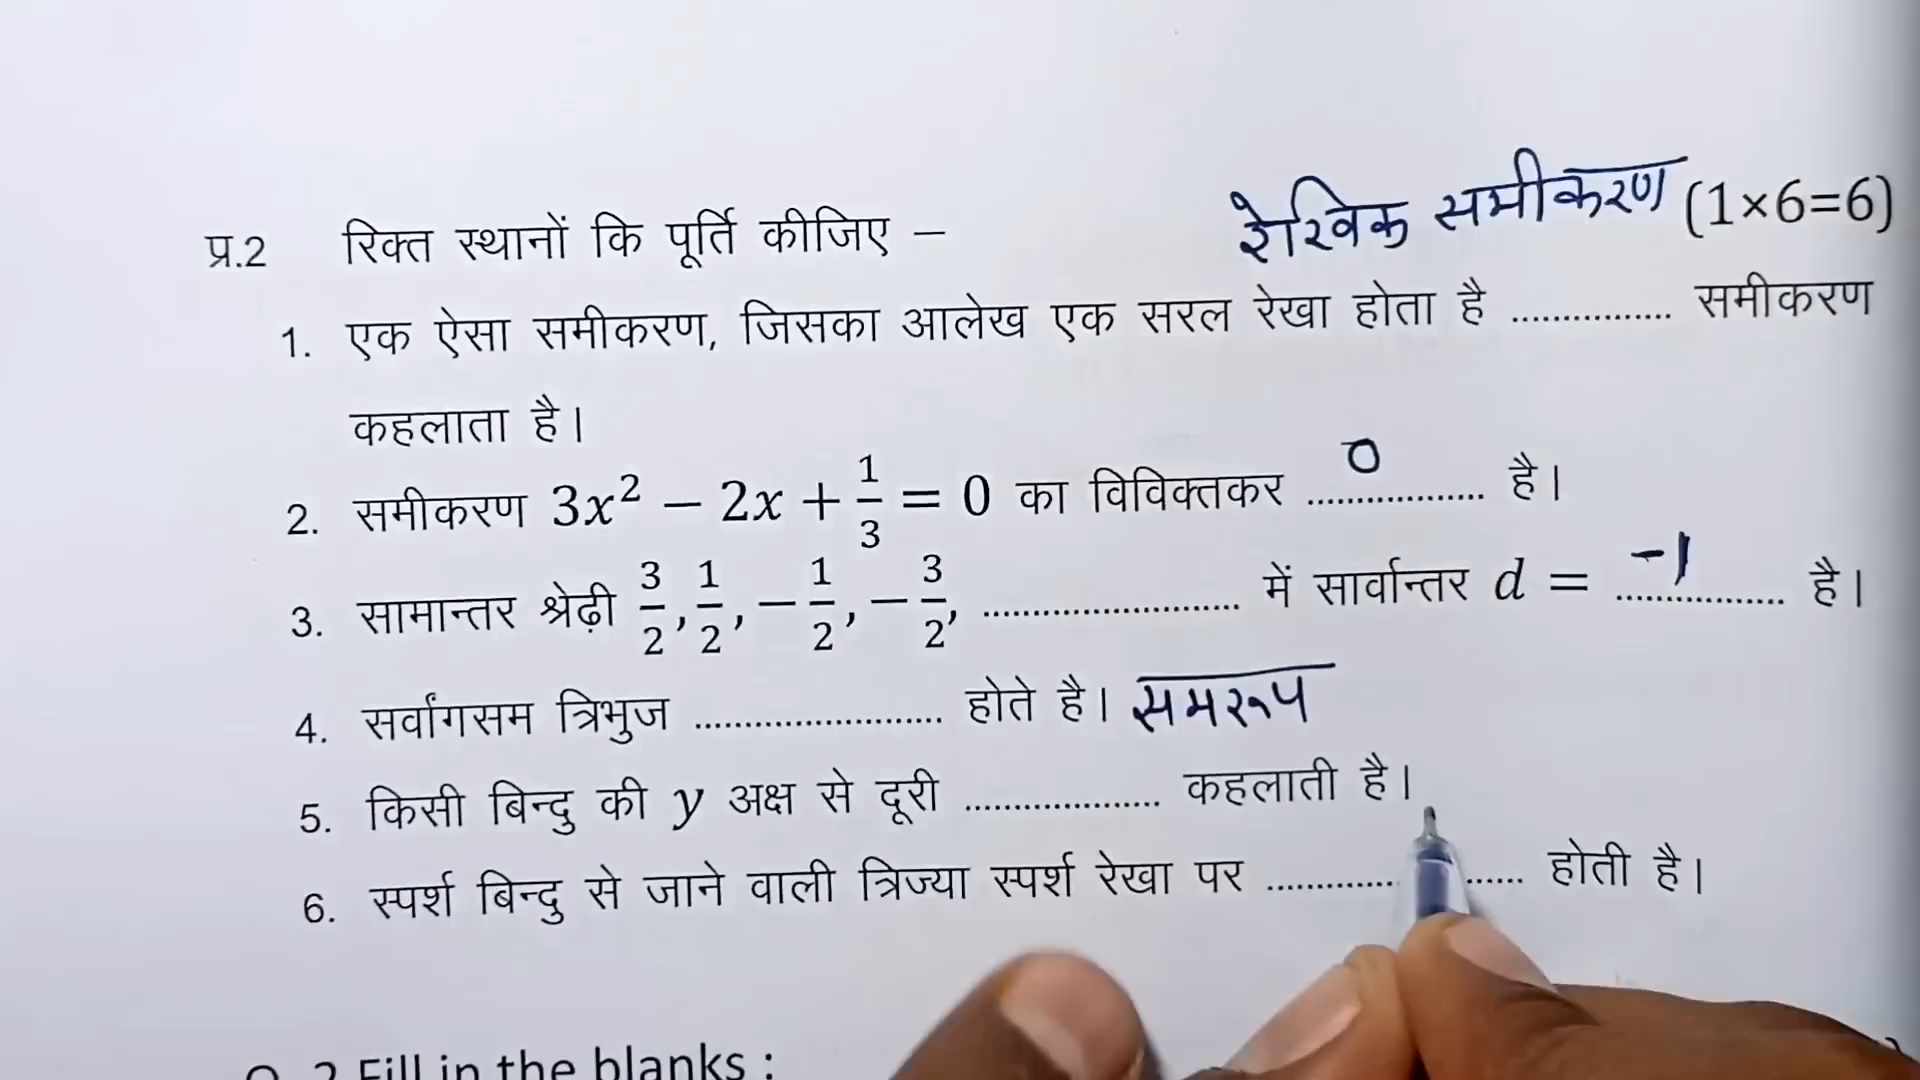 रैखिक समीकरण (1×6=6)
प्र.2 रिक्त स्थानों कि पूर्ति कीजिए –
1. एक ऐसा समीकरण, जिसका आलेख एक सरल रेखा होता है ................ समीकरण
कहलाता है।
2. समीकरण 3x² − 2x + 1/3 = 0 का विविक्तकर ........0......... है।
3. सामान्तर श्रेढ़ी 3/2, 1/2, −1/2, −3/2, .......................... में सार्वान्तर d = ......-1........... है।
4. सर्वांगसम त्रिभुज ......................... होते है। समरूप
5. किसी बिन्दु की y अक्ष से दूरी .................... कहलाती है।
6. स्पर्श बिन्दु से जाने वाली त्रिज्या स्पर्श रेखा पर ......................... होती है।
Q. 2 Fill in the blanks :